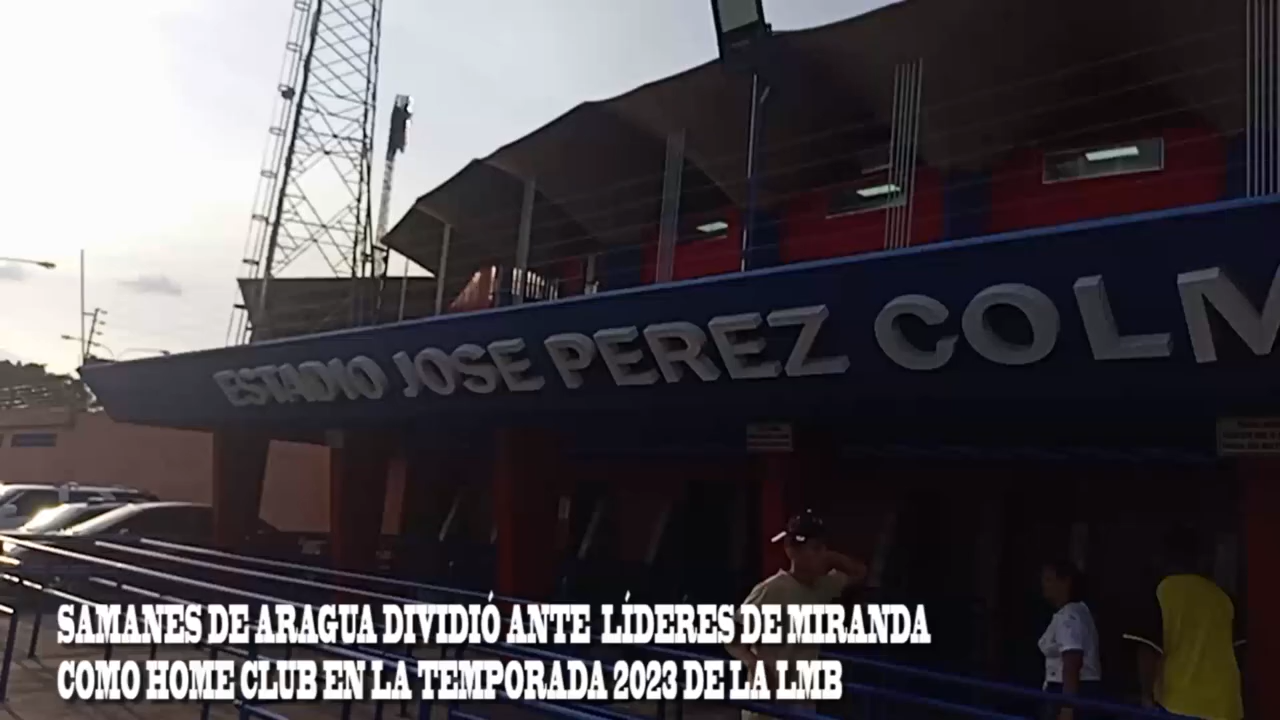 ESTADIO JOSE PEREZ COLM
SAMANES DE ARAGUA DIVIDIÓ ANTE LÍDERES DE MIRANDA
COMO HOME CLUB EN LA TEMPORADA 2023 DE LA LMB